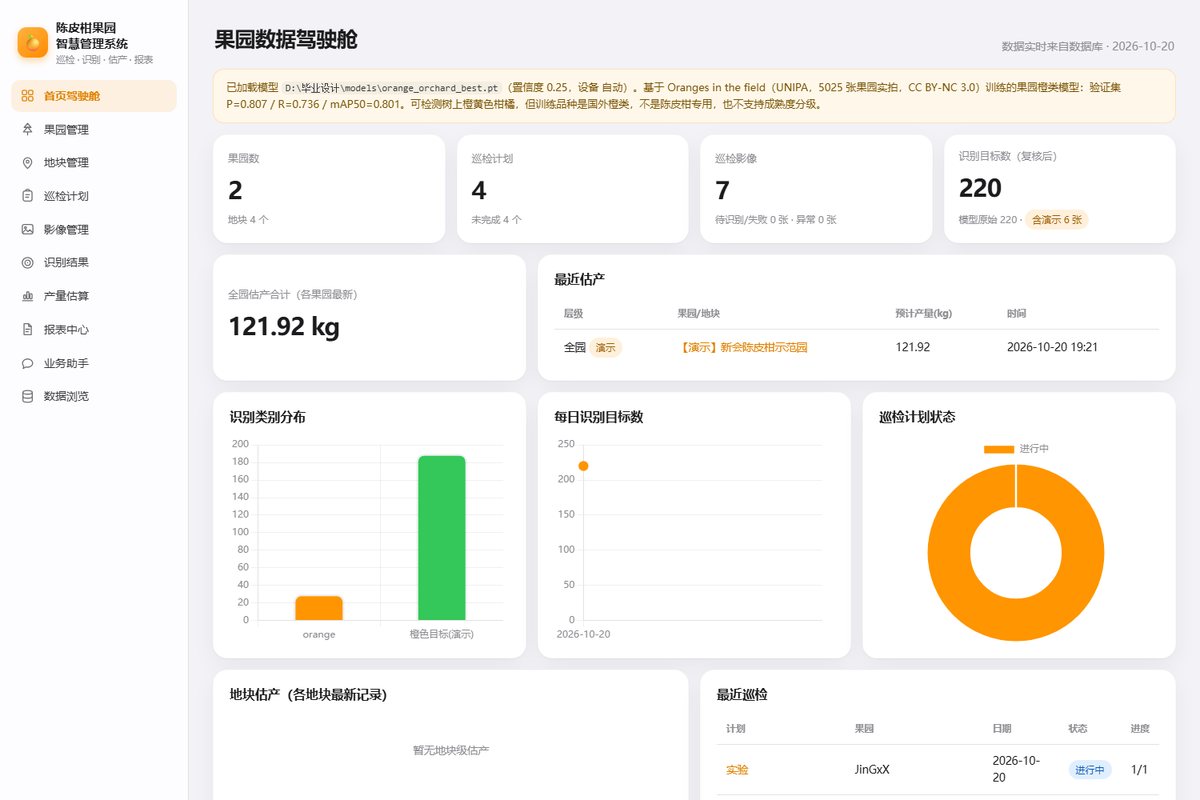 陈皮柑果园
智慧管理系统
巡检·识别·估产·报表
首页驾驶舱
果园管理
地块管理
巡检计划
影像管理
识别结果
产量估算
报表中心
业务助手
数据浏览
果园数据驾驶舱
数据实时来自数据库 · 2026-10-20
已加载模型 D:\毕业设计\models\orange_orchard_best.pt（置信度 0.25，设备 自动）。基于 Oranges in the field（UNIPA，5025 张果园实拍，CC BY-NC 3.0）训练的果园橙类模型：验证集
P=0.807 / R=0.736 / mAP50=0.801。可检测树上橙黄色柑橘，但训练品种是国外橙类，不是陈皮柑专用，也不支持成熟度分级。
果园数
2
地块 4 个
巡检计划
4
未完成 4 个
巡检影像
7
待识别/失败 0 张 · 异常 0 张
识别目标数（复核后）
220
模型原始 220 · 含演示 6 张
全园估产合计（各果园最新）
121.92 kg
最近估产
层级 果园/地块 预计产量(kg) 时间
全园 演示 【演示】新会陈皮柑示范园 121.92 2026-10-20 19:21
识别类别分布
200
180
160
140
120
100
80
60
40
20
0
orange 橙色目标(演示)
每日识别目标数
250
200
150
100
50
0
2026-10-20
巡检计划状态
进行中
地块估产（各地块最新记录）
暂无地块级估产
最近巡检
计划 果园 日期 状态 进度
实验 JinGxX 2026-10-20 进行中 1/1